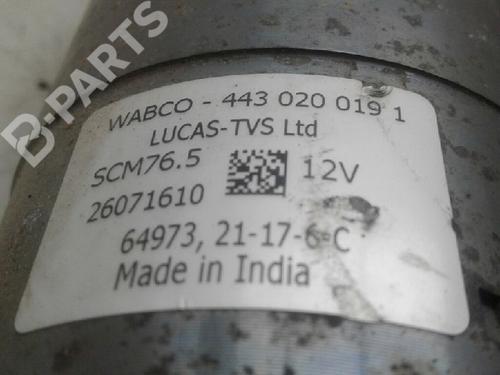 B-PARTS
WABCO - 443 020 019 1
LUCAS-TVS Ltd
SCM76.5 12V
26071610
64973, 21-17-6-C
Made in India